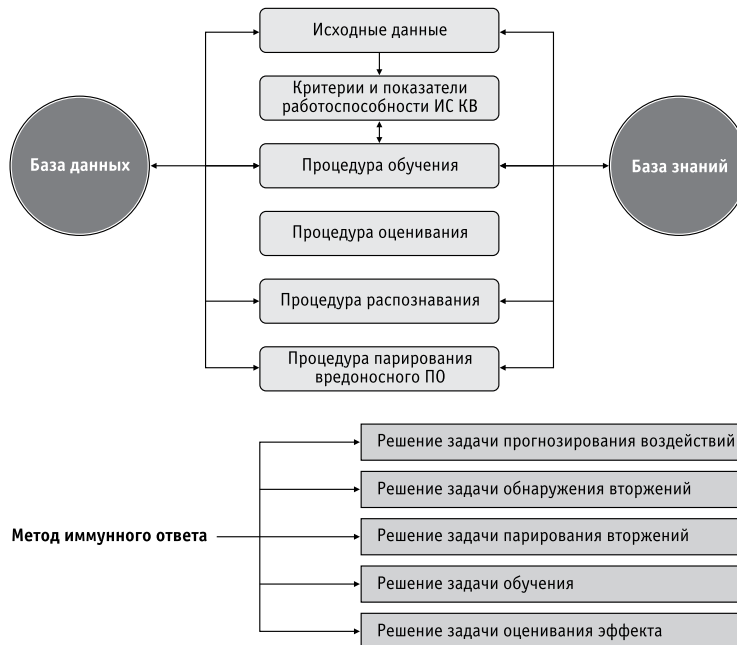 Исходные данные
Критерии и показатели
работоспособности ИС КВ
База данных
Процедура обучения
База знаний
Процедура оценивания
Процедура распознавания
Процедура парирования
вредоносного ПО
Решение задачи прогнозирования воздействий
Решение задачи обнаружения вторжений
Метод иммунного ответа
Решение задачи парирования вторжений
Решение задачи обучения
Решение задачи оценивания эффекта